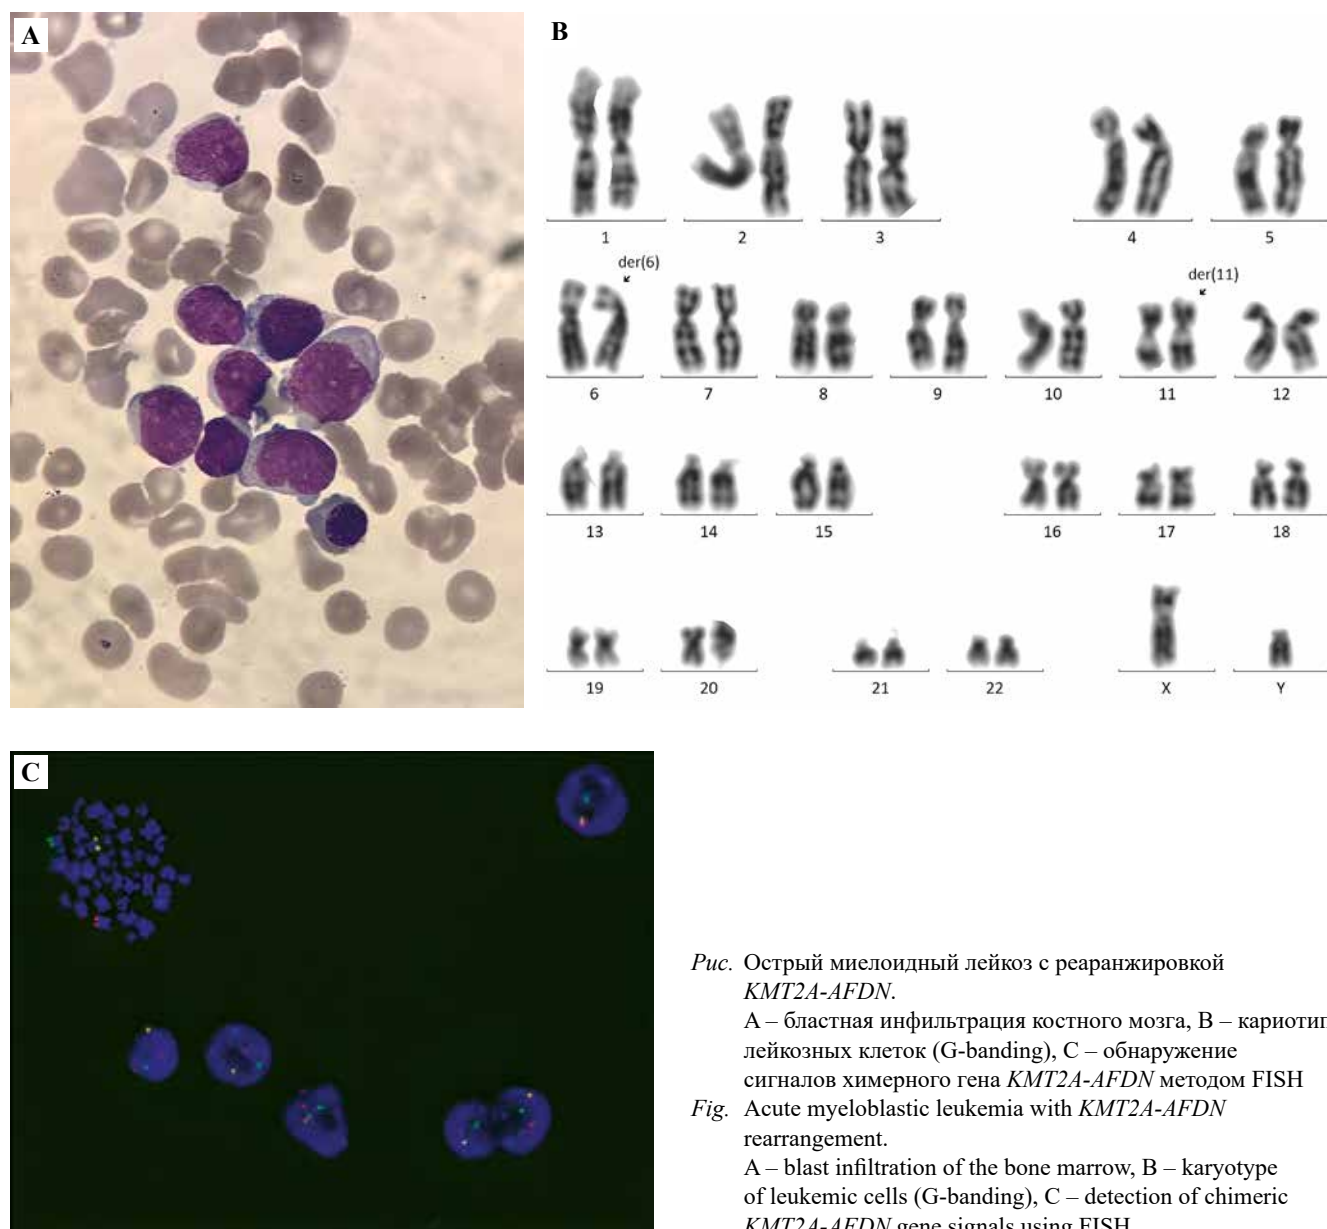 A
B
1 2 3 4 5
der(6) der(11)
6 7 8 9 10 11 12
13 14 15 16 17 18
19 20 21 22 X Y
C
Рис. Острый миелоидный лейкоз с реаранжировкой
KMT2A-AFDN.
А – бластная инфильтрация костного мозга, В – кариотип
лейкозных клеток (G-banding), С – обнаружение
сигналов химерного гена KMT2A-AFDN методом FISH
Fig. Acute myeloblastic leukemia with KMT2A-AFDN
rearrangement.
A – blast infiltration of the bone marrow, B – karyotype
of leukemic cells (G-banding), C – detection of chimeric
KMT2A-AFDN gene signals using FISH